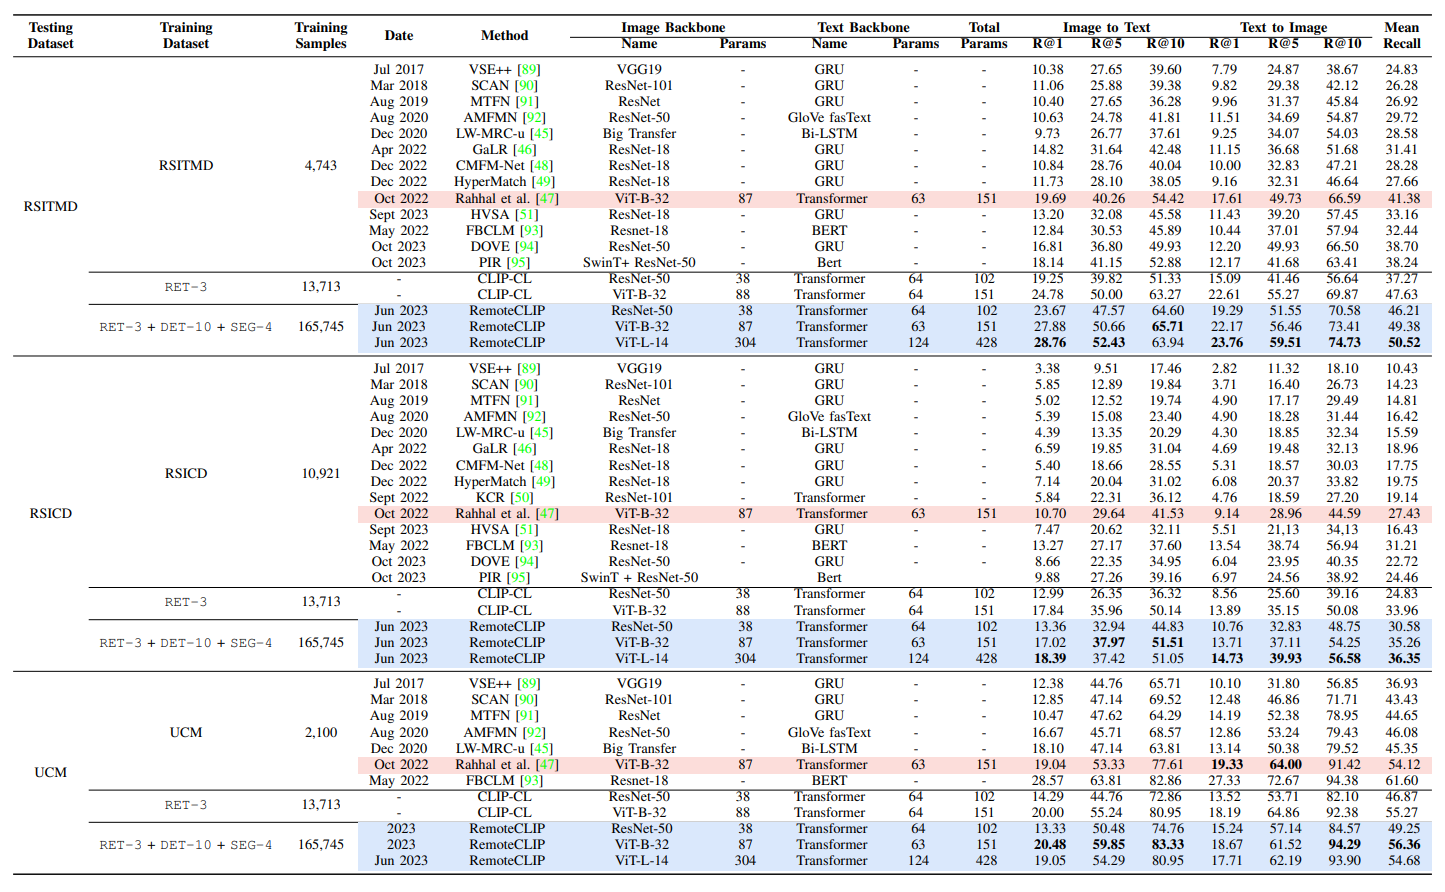 Testing Dataset Training Dataset Training Samples Date Method Image Backbone Text Backbone Total Params Image to Text Text to Image Mean Recall
Name Params Name Params R@1 R@5 R@10 R@1 R@5 R@10
Jul 2017 VSE++ [89] VGG19 - GRU - - 10.38 27.65 39.60 7.79 24.87 38.67 24.83
Mar 2018 SCAN [90] ResNet-101 - GRU - - 11.06 25.88 39.38 9.82 29.38 42.12 26.28
Aug 2019 MTFN [91] ResNet - GRU - - 10.40 27.65 36.28 9.96 31.37 45.84 26.92
Aug 2020 AMFMN [92] ResNet-50 - GloVe fasText - - 10.63 24.78 41.81 11.51 34.69 54.87 29.72
Dec 2020 LW-MRC-u [45] Big Transfer - Bi-LSTM - - 9.73 26.77 37.61 9.25 34.07 54.03 28.58
Apr 2022 GaLR [46] ResNet-18 - GRU - - 14.82 31.64 42.48 11.15 36.68 51.68 31.41
RSITMD 4,743 Dec 2022 CMFM-Net [48] ResNet-18 - GRU - - 10.84 28.76 40.04 10.00 32.83 47.21 28.28
Dec 2022 HyperMatch [49] ResNet-18 - GRU - - 11.73 28.10 38.05 9.16 32.31 46.64 27.66
Oct 2022 Rahhal et al. [47] ViT-B-32 87 Transformer 63 151 19.69 40.26 54.42 17.61 49.73 66.59 41.38
RSITMD
Sept 2023 HVSA [51] ResNet-18 - GRU - - 13.20 32.08 45.58 11.43 39.20 57.45 33.16
May 2022 FBCLM [93] Resnet-18 - BERT - - 12.84 30.53 45.89 10.44 37.01 57.94 32.44
Oct 2023 DOVE [94] ResNet-50 - GRU - - 16.81 36.80 49.93 12.20 49.93 66.50 38.70
Oct 2023 PIR [95] SwinT+ ResNet-50 Bert - - 18.14 41.15 52.88 12.17 41.68 63.41 38.24
RET-3 13,713 - CLIP-CL ResNet-50 38 Transformer 64 102 19.25 39.82 51.33 15.09 41.46 56.64 37.27
- CLIP-CL ViT-B-32 88 Transformer 64 151 24.78 50.00 63.27 22.61 55.27 69.87 47.63
Jun 2023 RemoteCLIP ResNet-50 38 Transformer 64 102 23.67 47.57 64.60 19.29 51.55 70.58 46.21
RET-3 + DET-10 + SEG-4 165,745 Jun 2023 RemoteCLIP ViT-B-32 87 Transformer 63 151 27.88 50.66 65.71 22.17 56.46 73.41 49.38
Jun 2023 RemoteCLIP ViT-L-14 304 Transformer 124 428 28.76 52.43 63.94 23.76 59.51 74.73 50.52
Jul 2017 VSE++ [89] VGG19 - GRU - - 3.38 9.51 17.46 2.82 11.32 18.10 10.43
Mar 2018 SCAN [90] ResNet-101 - GRU - - 5.85 12.89 19.84 3.71 16.40 26.73 14.23
Aug 2019 MTFN [91] ResNet - GRU - - 5.02 12.52 19.74 4.90 17.17 29.49 14.81
Aug 2020 AMFMN [92] ResNet-50 - GloVe fasText - - 5.39 15.08 23.40 4.90 18.28 31.44 16.42
Dec 2020 LW-MRC-u [45] Big Transfer - Bi-LSTM - - 4.39 13.35 20.29 4.30 18.85 32.34 15.59
Apr 2022 GaLR [46] ResNet-18 - GRU - - 6.59 19.85 31.04 4.69 19.48 32.13 18.96
RSICD 10,921 Dec 2022 CMFM-Net [48] ResNet-18 - GRU - - 5.40 18.66 28.55 5.31 18.57 30.03 17.75
Dec 2022 HyperMatch [49] ResNet-18 - GRU - - 7.14 20.04 31.02 6.08 20.37 33.82 19.75
Sept 2022 KCR [50] ResNet-101 - Transformer - - 5.84 22.31 36.12 4.76 18.59 27.20 19.14
RSICD Oct 2022 Rahhal et al. [47] ViT-B-32 87 Transformer 63 151 10.70 29.64 41.53 9.14 28.96 44.59 27.43
Sept 2023 HVSA [51] ResNet-18 - GRU - - 7.47 20.62 32.11 5.51 21,13 34,13 16.43
May 2022 FBCLM [93] Resnet-18 - BERT - - 13.27 27.17 37.60 13.54 38.74 56.94 31.21
Oct 2023 DOVE [94] ResNet-50 - GRU - - 8.66 22.35 34.95 6.04 23.95 40.35 22.72
Oct 2023 PIR [95] SwinT + ResNet-50 Bert - - 9.88 27.26 39.16 6.97 24.56 38.92 24.46
RET-3 13,713 - CLIP-CL ResNet-50 38 Transformer 64 102 12.99 26.35 36.32 8.56 25.60 39.16 24.83
- CLIP-CL ViT-B-32 88 Transformer 64 151 17.84 35.96 50.14 13.89 35.15 50.08 33.96
Jun 2023 RemoteCLIP ResNet-50 38 Transformer 64 102 13.36 32.94 44.83 10.76 32.83 48.75 30.58
RET-3 + DET-10 + SEG-4 165,745 Jun 2023 RemoteCLIP ViT-B-32 87 Transformer 63 151 17.02 37.97 51.51 13.71 37.11 54.25 35.26
Jun 2023 RemoteCLIP ViT-L-14 304 Transformer 124 428 18.39 37.42 51.05 14.73 39.93 56.58 36.35
Jul 2017 VSE++ [89] VGG19 - GRU - - 12.38 44.76 65.71 10.10 31.80 56.85 36.93
Mar 2018 SCAN [90] ResNet-101 - GRU - - 12.85 47.14 69.52 12.48 46.86 71.71 43.43
Aug 2019 MTFN [91] ResNet - GRU - - 10.47 47.62 64.29 14.19 52.38 78.95 44.65
UCM 2,100 Aug 2020 AMFMN [92] ResNet-50 - GloVe fasText - - 16.67 45.71 68.57 12.86 53.24 79.43 46.08
Dec 2020 LW-MRC-u [45] Big Transfer - Bi-LSTM - - 18.10 47.14 63.81 13.14 50.38 79.52 45.35
Oct 2022 Rahhal et al. [47] ViT-B-32 87 Transformer 63 151 19.04 53.33 77.61 19.33 64.00 91.42 54.12
UCM
May 2022 FBCLM [93] Resnet-18 - BERT - - 28.57 63.81 82.86 27.33 72.67 94.38 61.60
RET-3 13,713 - CLIP-CL ResNet-50 38 Transformer 64 102 14.29 44.76 72.86 13.52 53.71 82.10 46.87
- CLIP-CL ViT-B-32 88 Transformer 64 151 20.00 55.24 80.95 18.19 64.86 92.38 55.27
2023 RemoteCLIP ResNet-50 38 Transformer 64 102 13.33 50.48 74.76 15.24 57.14 84.57 49.25
RET-3 + DET-10 + SEG-4 165,745 2023 RemoteCLIP ViT-B-32 87 Transformer 63 151 20.48 59.85 83.33 18.67 61.52 94.29 56.36
Jun 2023 RemoteCLIP ViT-L-14 304 Transformer 124 428 19.05 54.29 80.95 17.71 62.19 93.90 54.68